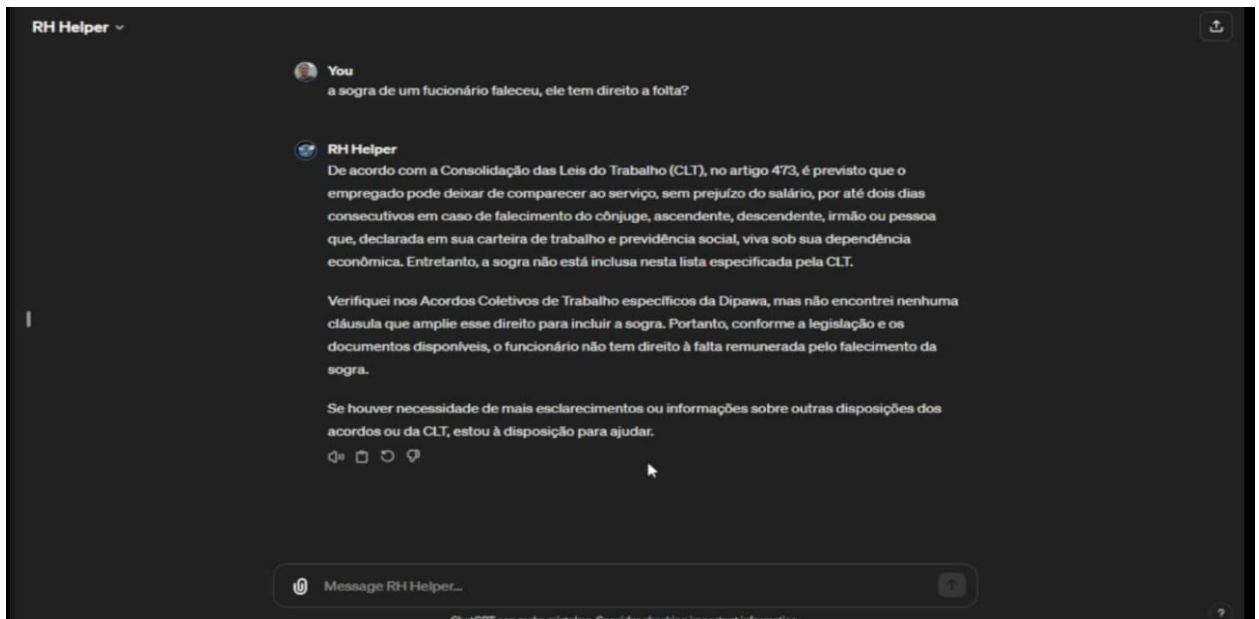 RH Helper
You
a sogra de um fucionário faleceu, ele tem direito a folta?
RH Helper
De acordo com a Consolidação das Leis do Trabalho (CLT), no artigo 473, é previsto que o
empregado pode deixar de comparecer ao serviço, sem prejuízo do salário, por até dois dias
consecutivos em caso de falecimento do cônjuge, ascendente, descendente, irmão ou pessoa
que, declarada em sua carteira de trabalho e previdência social, viva sob sua dependência
econômica. Entretanto, a sogra não está inclusa nesta lista especificada pela CLT.
Verifiquei nos Acordos Coletivos de Trabalho específicos da Dipawa, mas não encontrei nenhuma
cláusula que amplie esse direito para incluir a sogra. Portanto, conforme a legislação e os
documentos disponíveis, o funcionário não tem direito à falta remunerada pelo falecimento da
sogra.
Se houver necessidade de mais esclarecimentos ou informações sobre outras disposições dos
acordos ou da CLT, estou à disposição para ajudar.
Message RH Helper...
?